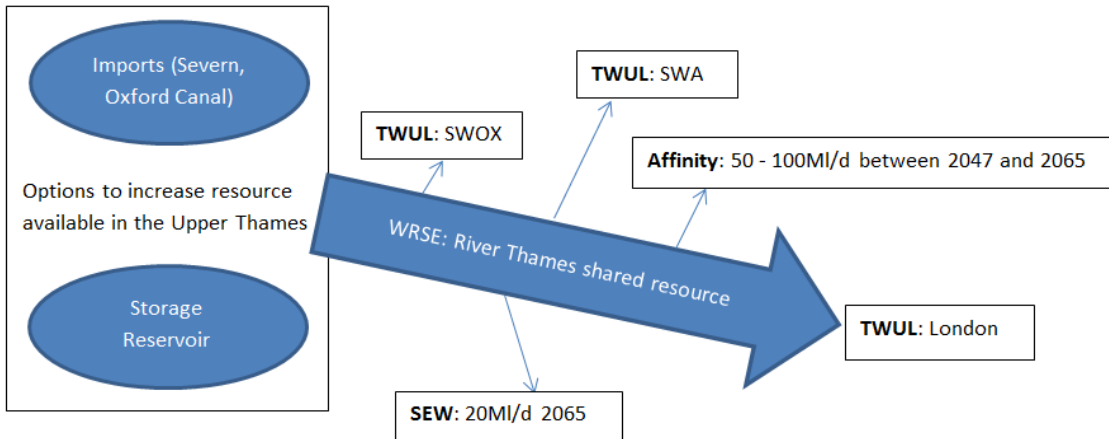 Imports (Severn,
Oxford Canal)
Options to increase resource
available in the Upper Thames
Storage
Reservoir
TWUL: SWOX
TWUL: SWA
Affinity: 50 - 100Ml/d between 2047 and 2065
WRSE: River Thames shared resource
TWUL: London
SEW: 20Ml/d 2065